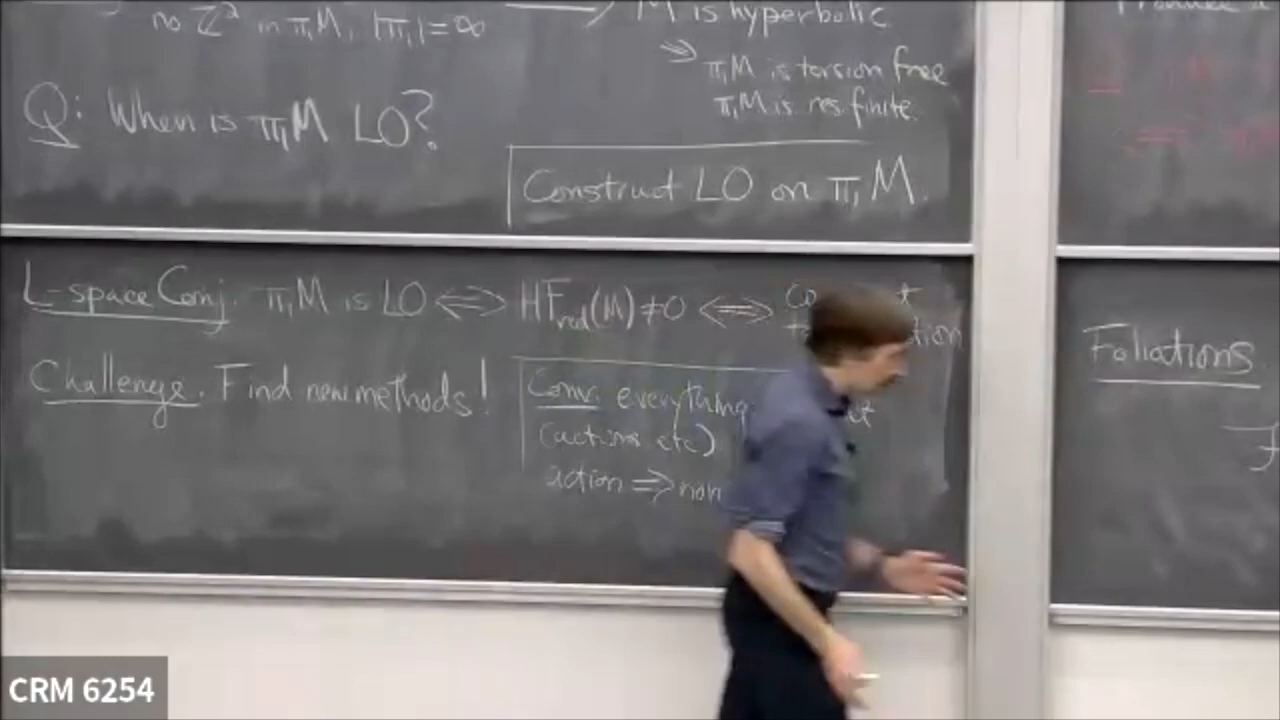 no ℤ² in π₁M, |π₁| = ∞
M is hyperbolic
⇒ π₁M is torsion free
π₁M is res. finite.
Q: When is π₁M LO?
Construct LO on π₁M.
L-space Conj. π₁M is LO ⟺ HF_red(M) ≠ 0 ⟺
Challenge. Find new methods!
Conv. everything
(actions etc)
action ⇒ non
Foliations
CRM 6254